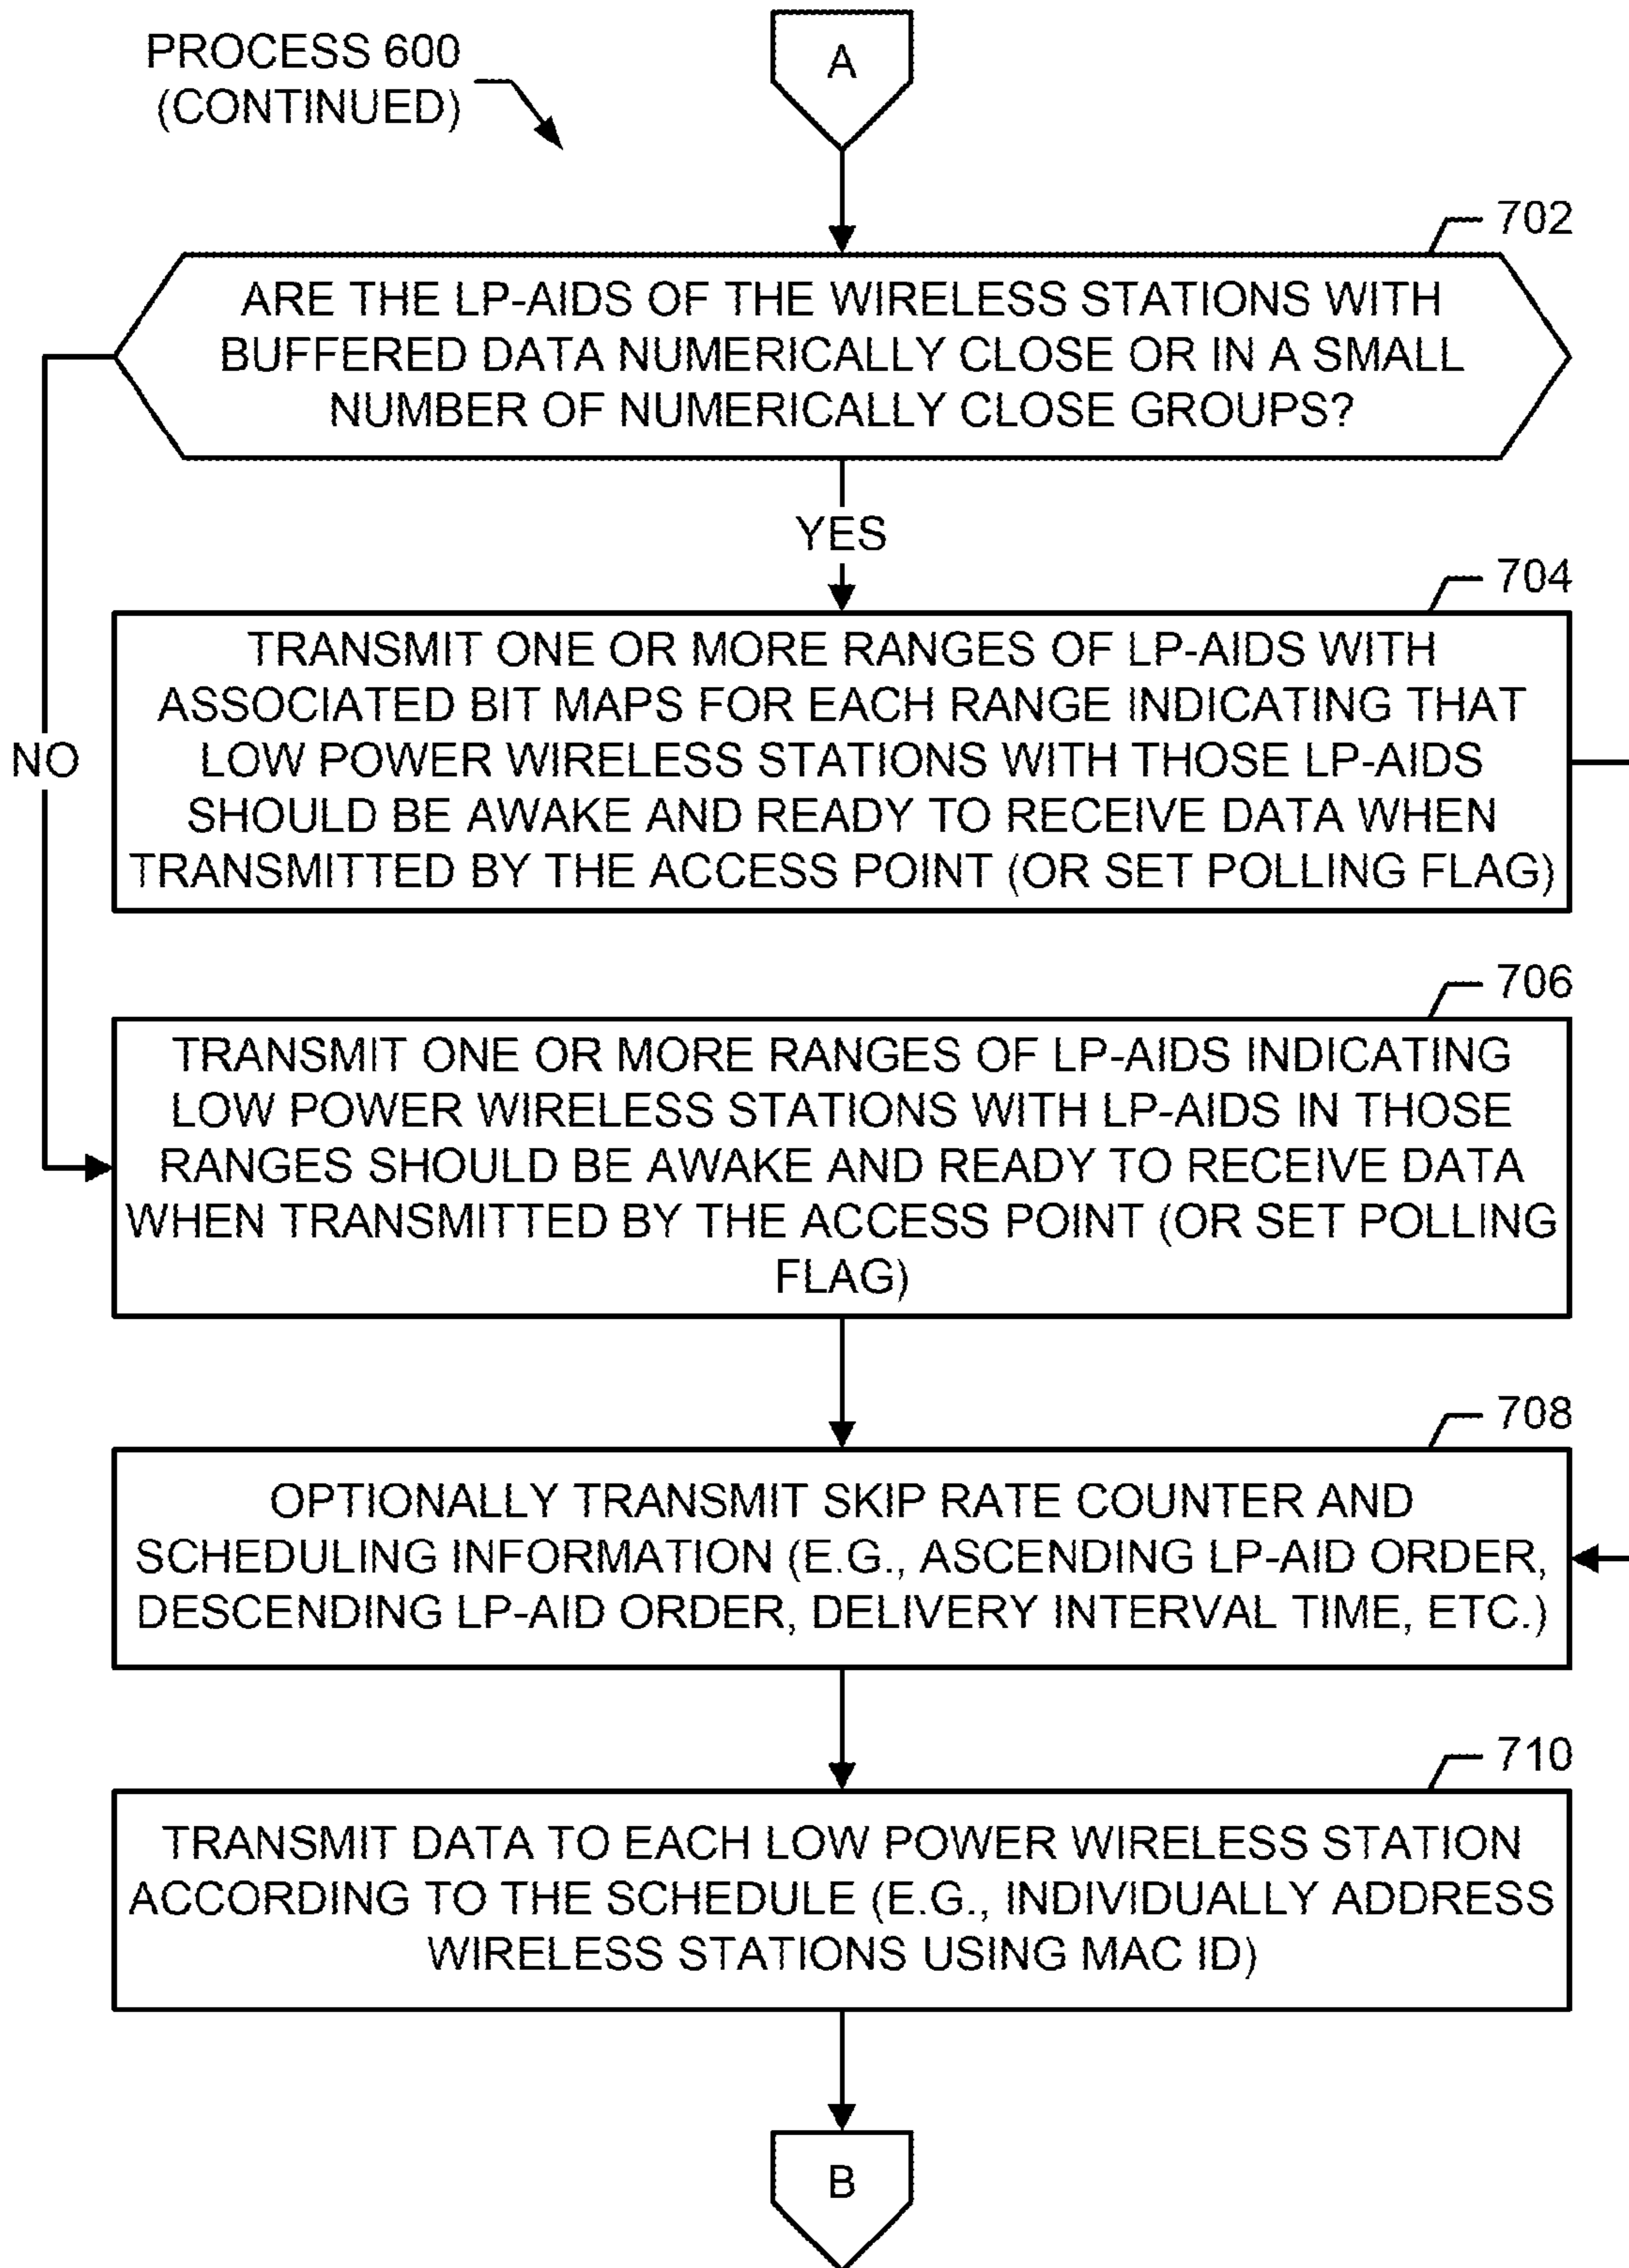 PROCESS 600
(CONTINUED)
A
702
ARE THE LP-AIDS OF THE WIRELESS STATIONS WITH
BUFFERED DATA NUMERICALLY CLOSE OR IN A SMALL
NUMBER OF NUMERICALLY CLOSE GROUPS?
YES
NO
704
TRANSMIT ONE OR MORE RANGES OF LP-AIDS WITH
ASSOCIATED BIT MAPS FOR EACH RANGE INDICATING THAT
LOW POWER WIRELESS STATIONS WITH THOSE LP-AIDS
SHOULD BE AWAKE AND READY TO RECEIVE DATA WHEN
TRANSMITTED BY THE ACCESS POINT (OR SET POLLING FLAG)
706
TRANSMIT ONE OR MORE RANGES OF LP-AIDS INDICATING
LOW POWER WIRELESS STATIONS WITH LP-AIDS IN THOSE
RANGES SHOULD BE AWAKE AND READY TO RECEIVE DATA
WHEN TRANSMITTED BY THE ACCESS POINT (OR SET POLLING
FLAG)
708
OPTIONALLY TRANSMIT SKIP RATE COUNTER AND
SCHEDULING INFORMATION (E.G., ASCENDING LP-AID ORDER,
DESCENDING LP-AID ORDER, DELIVERY INTERVAL TIME, ETC.)
710
TRANSMIT DATA TO EACH LOW POWER WIRELESS STATION
ACCORDING TO THE SCHEDULE (E.G., INDIVIDUALLY ADDRESS
WIRELESS STATIONS USING MAC ID)
B